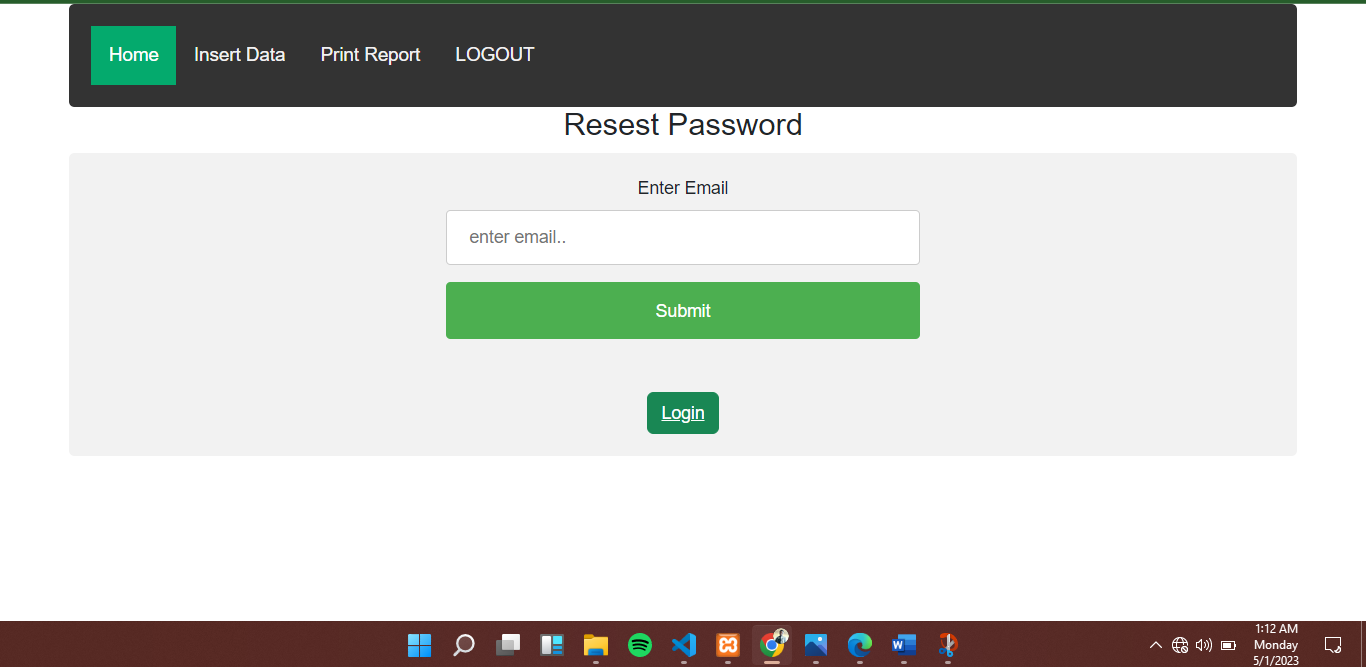 Home Insert Data Print Report LOGOUT
Resest Password
Enter Email
enter email..
Submit
Login
1:12 AM
Monday
5/1/2023